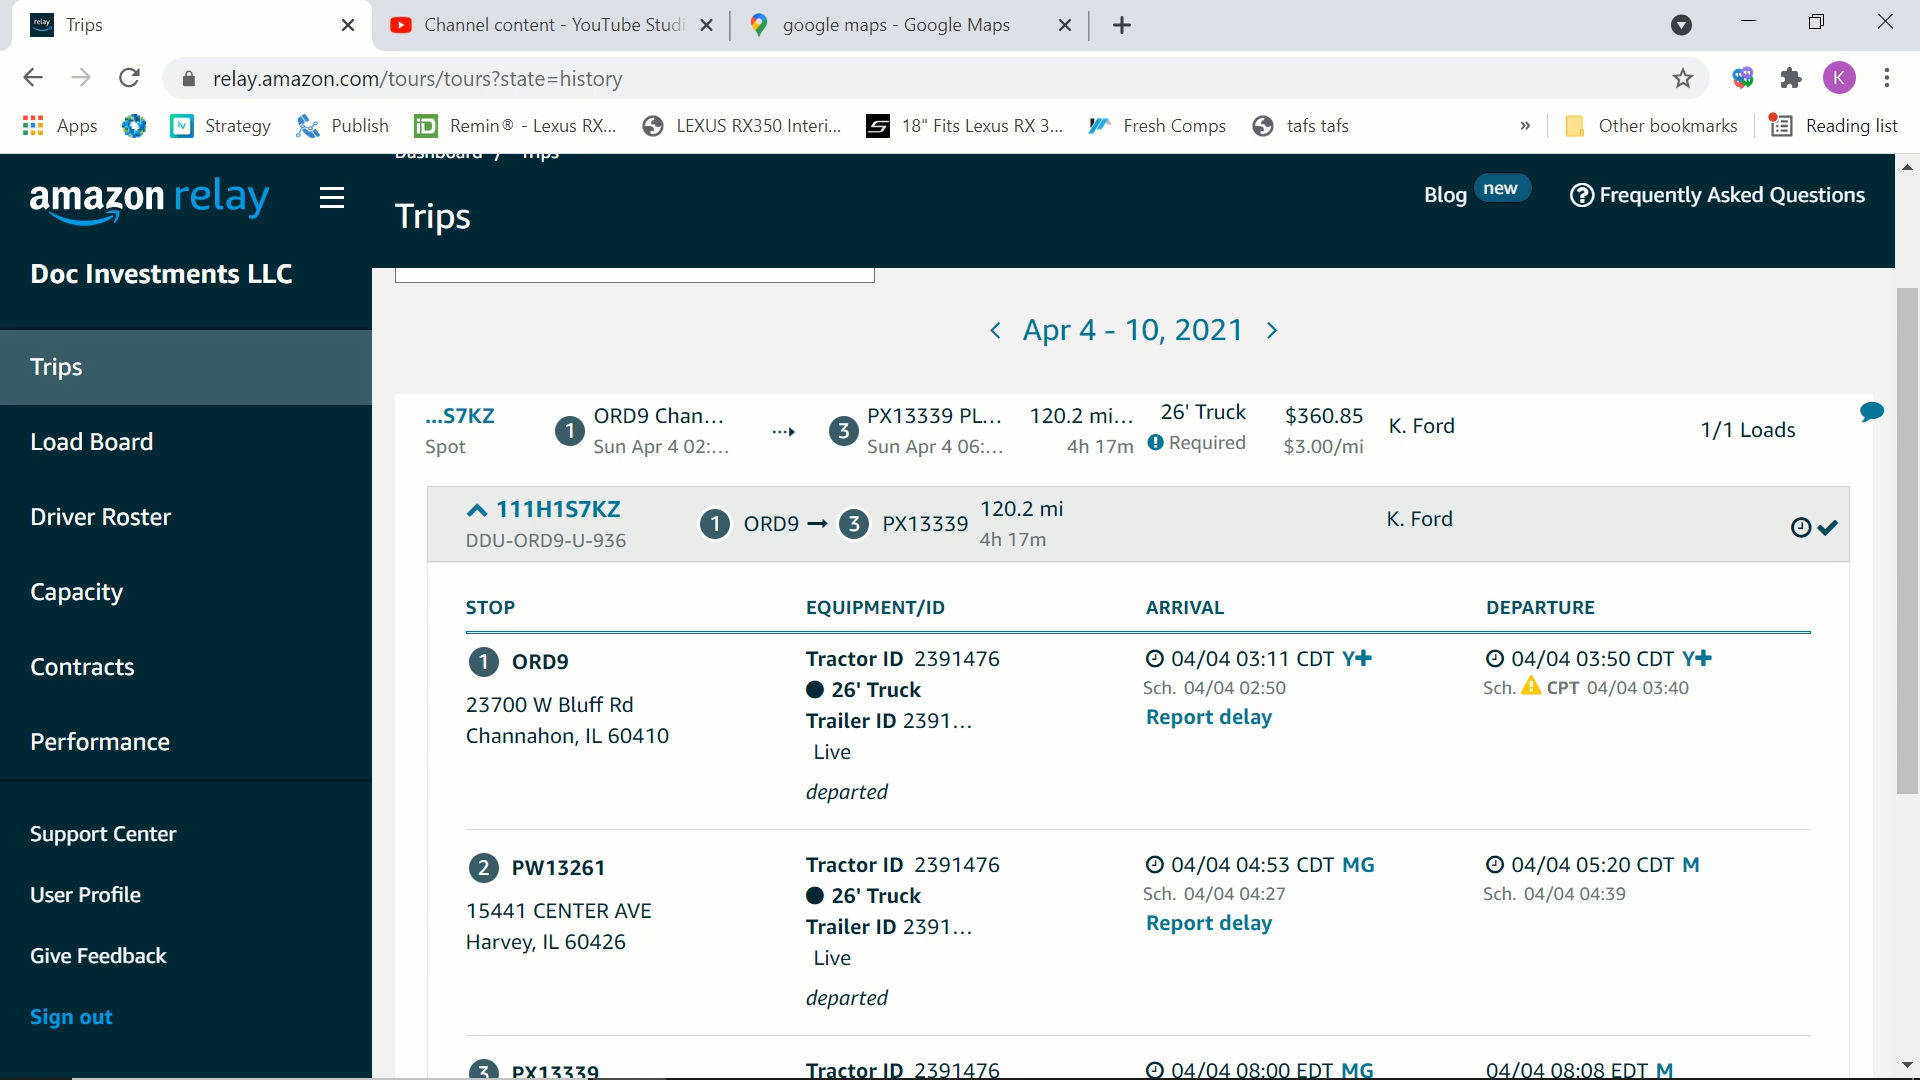 relay
Trips
Channel content - YouTube Studi
google maps - Google Maps
relay.amazon.com/tours/tours?state=history
K
Apps
Strategy
Publish
Remin® - Lexus RX...
LEXUS RX350 Interi...
18" Fits Lexus RX 3...
Fresh Comps
tafs tafs
»
Other bookmarks
Reading list
Dashboard / Trips
amazon relay
Trips
Blog new
Frequently Asked Questions
Doc Investments LLC
Trips
Load Board
Driver Roster
Capacity
Contracts
Performance
Support Center
User Profile
Give Feedback
Sign out
< Apr 4 - 10, 2021 >
...S7KZ
Spot
1 ORD9 Chan...
Sun Apr 4 02:...
3 PX13339 PL...
Sun Apr 4 06:...
120.2 mi...
4h 17m
26' Truck
Required
$360.85
$3.00/mi
K. Ford
1/1 Loads
111H1S7KZ
DDU-ORD9-U-936
1 ORD9 → 3 PX13339
120.2 mi
4h 17m
K. Ford
STOP EQUIPMENT/ID ARRIVAL DEPARTURE
1 ORD9
23700 W Bluff Rd
Channahon, IL 60410
Tractor ID 2391476
26' Truck
Trailer ID 2391...
Live
departed
04/04 03:11 CDT Y+
Sch. 04/04 02:50
Report delay
04/04 03:50 CDT Y+
Sch. CPT 04/04 03:40
2 PW13261
15441 CENTER AVE
Harvey, IL 60426
Tractor ID 2391476
26' Truck
Trailer ID 2391...
Live
departed
04/04 04:53 CDT MG
Sch. 04/04 04:27
Report delay
04/04 05:20 CDT M
Sch. 04/04 04:39
3 PX13339
Tractor ID 2391476
04/04 08:00 EDT MG
04/04 08:08 EDT M